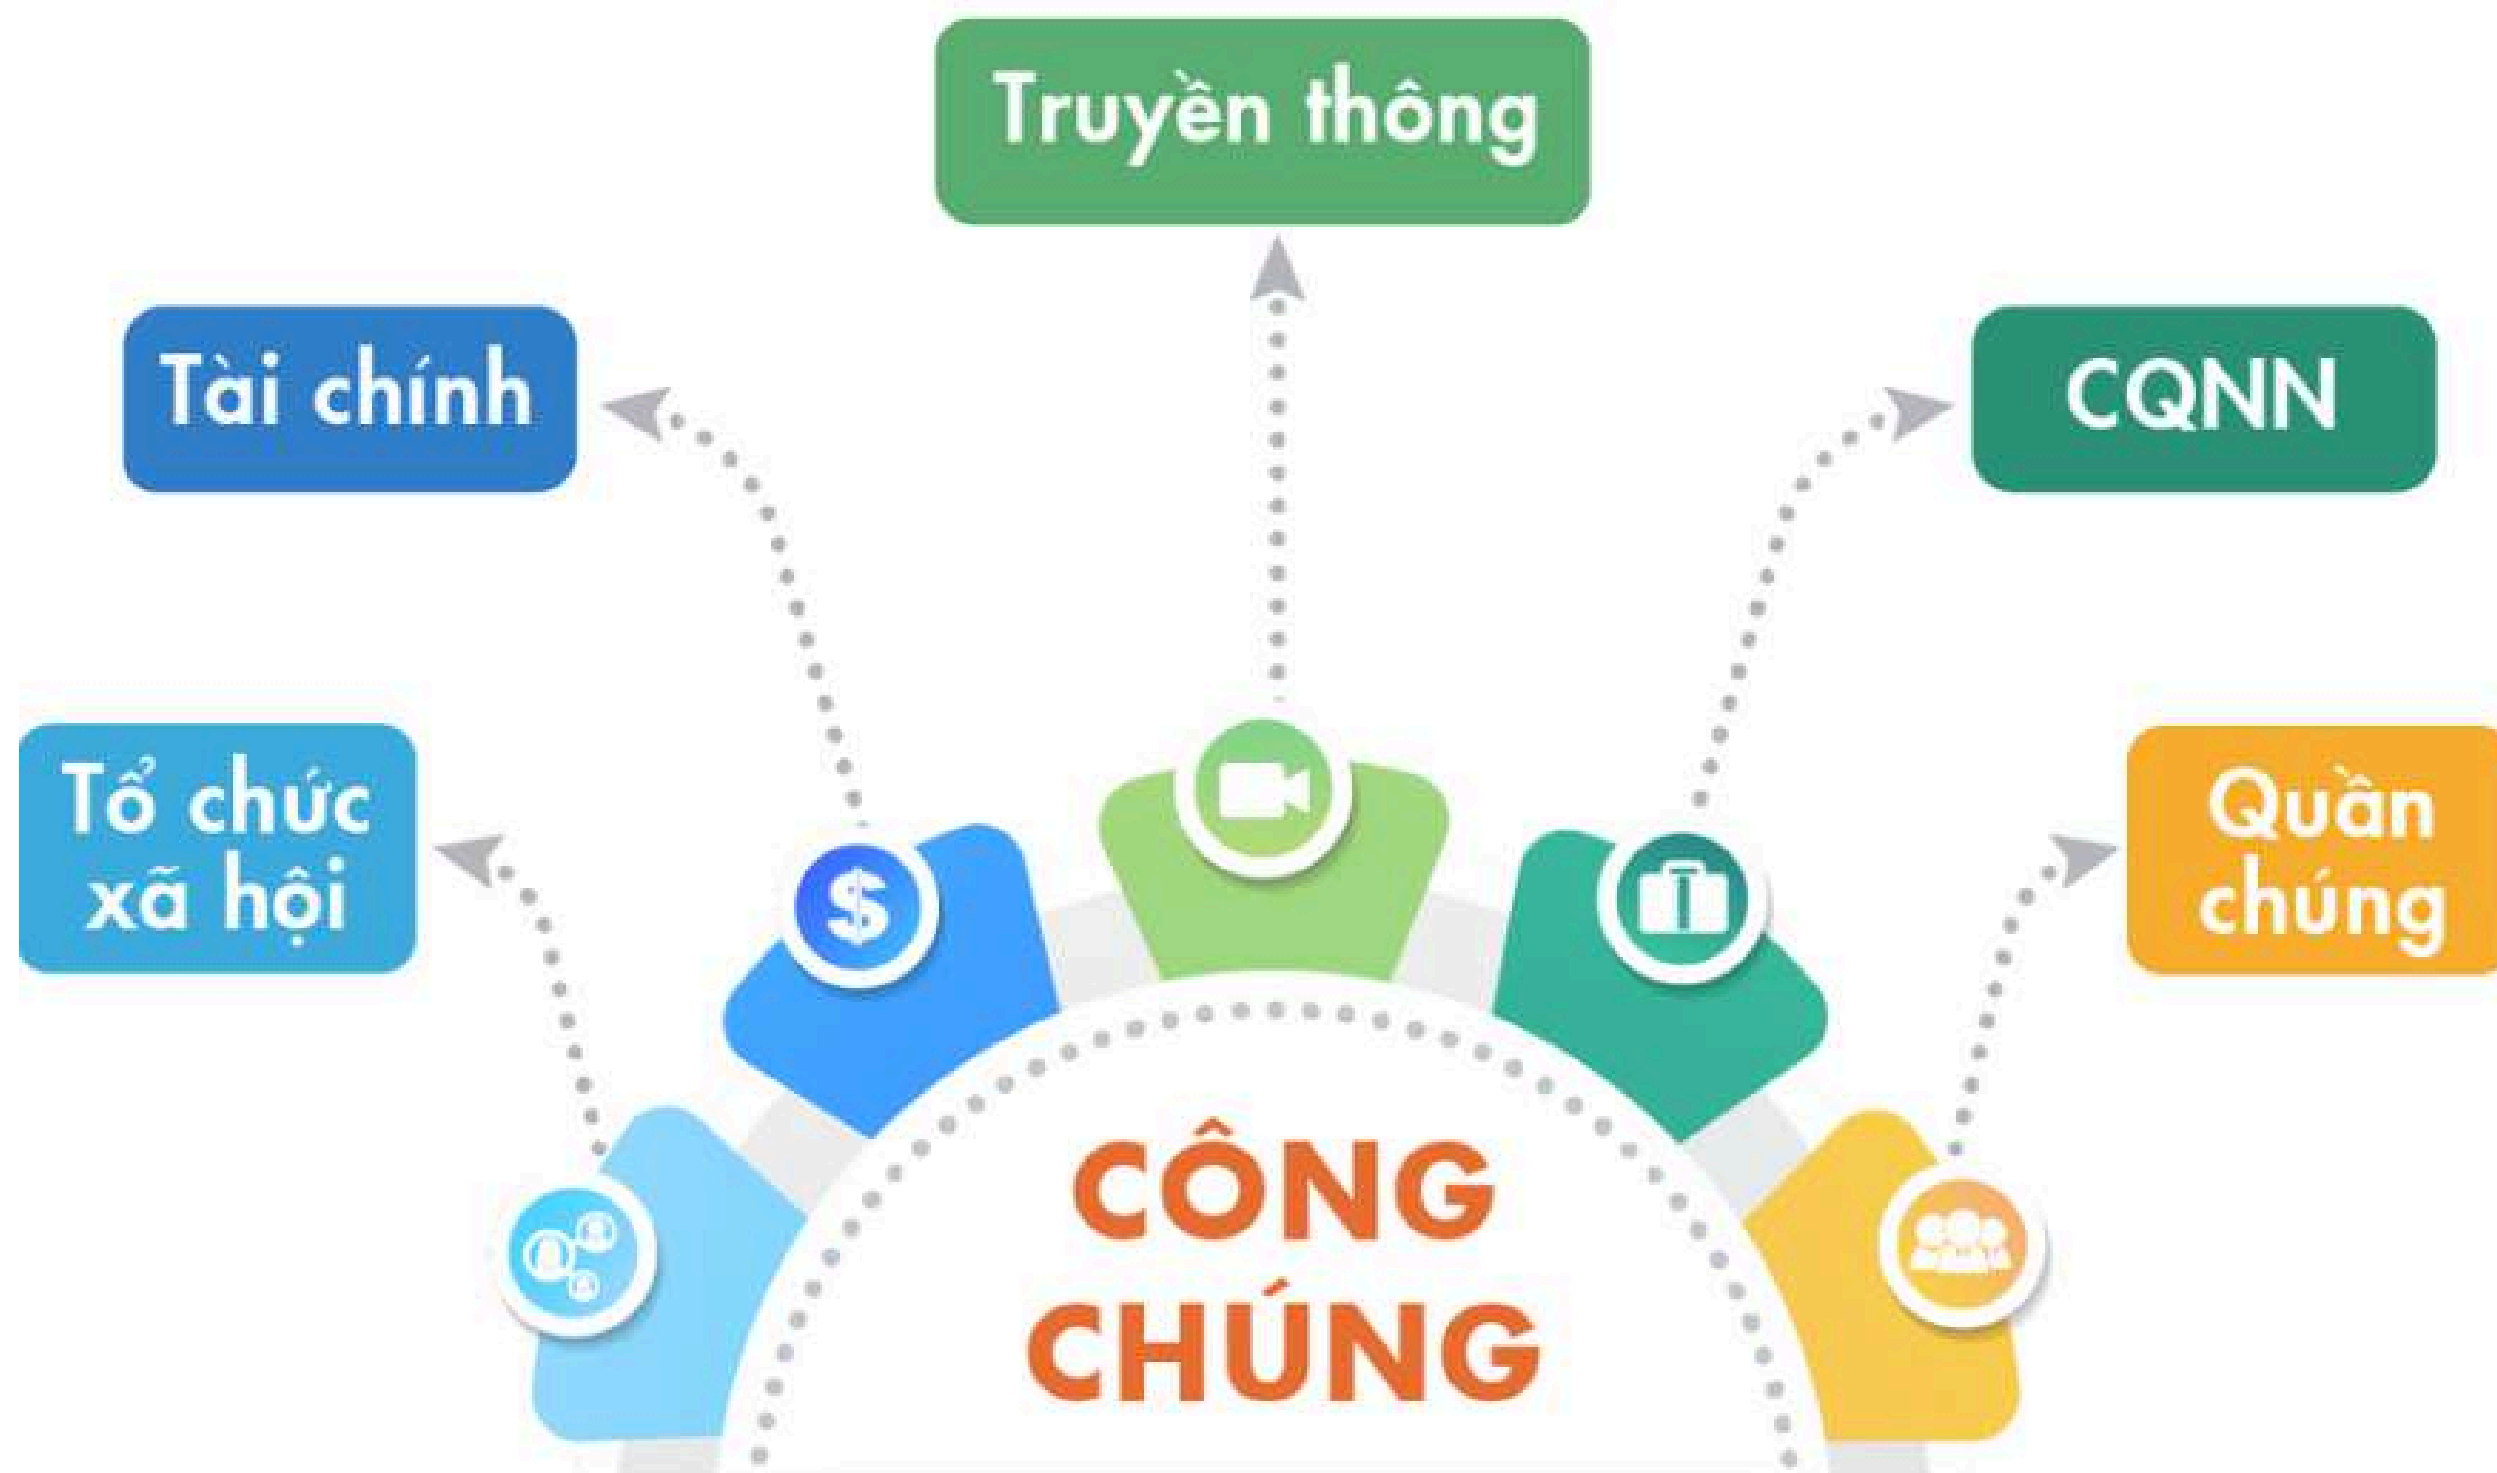 Truyền thông
Tài chính
CQNN
Tổ chức
xã hội
Quần
chúng
$
CÔNG
CHÚNG